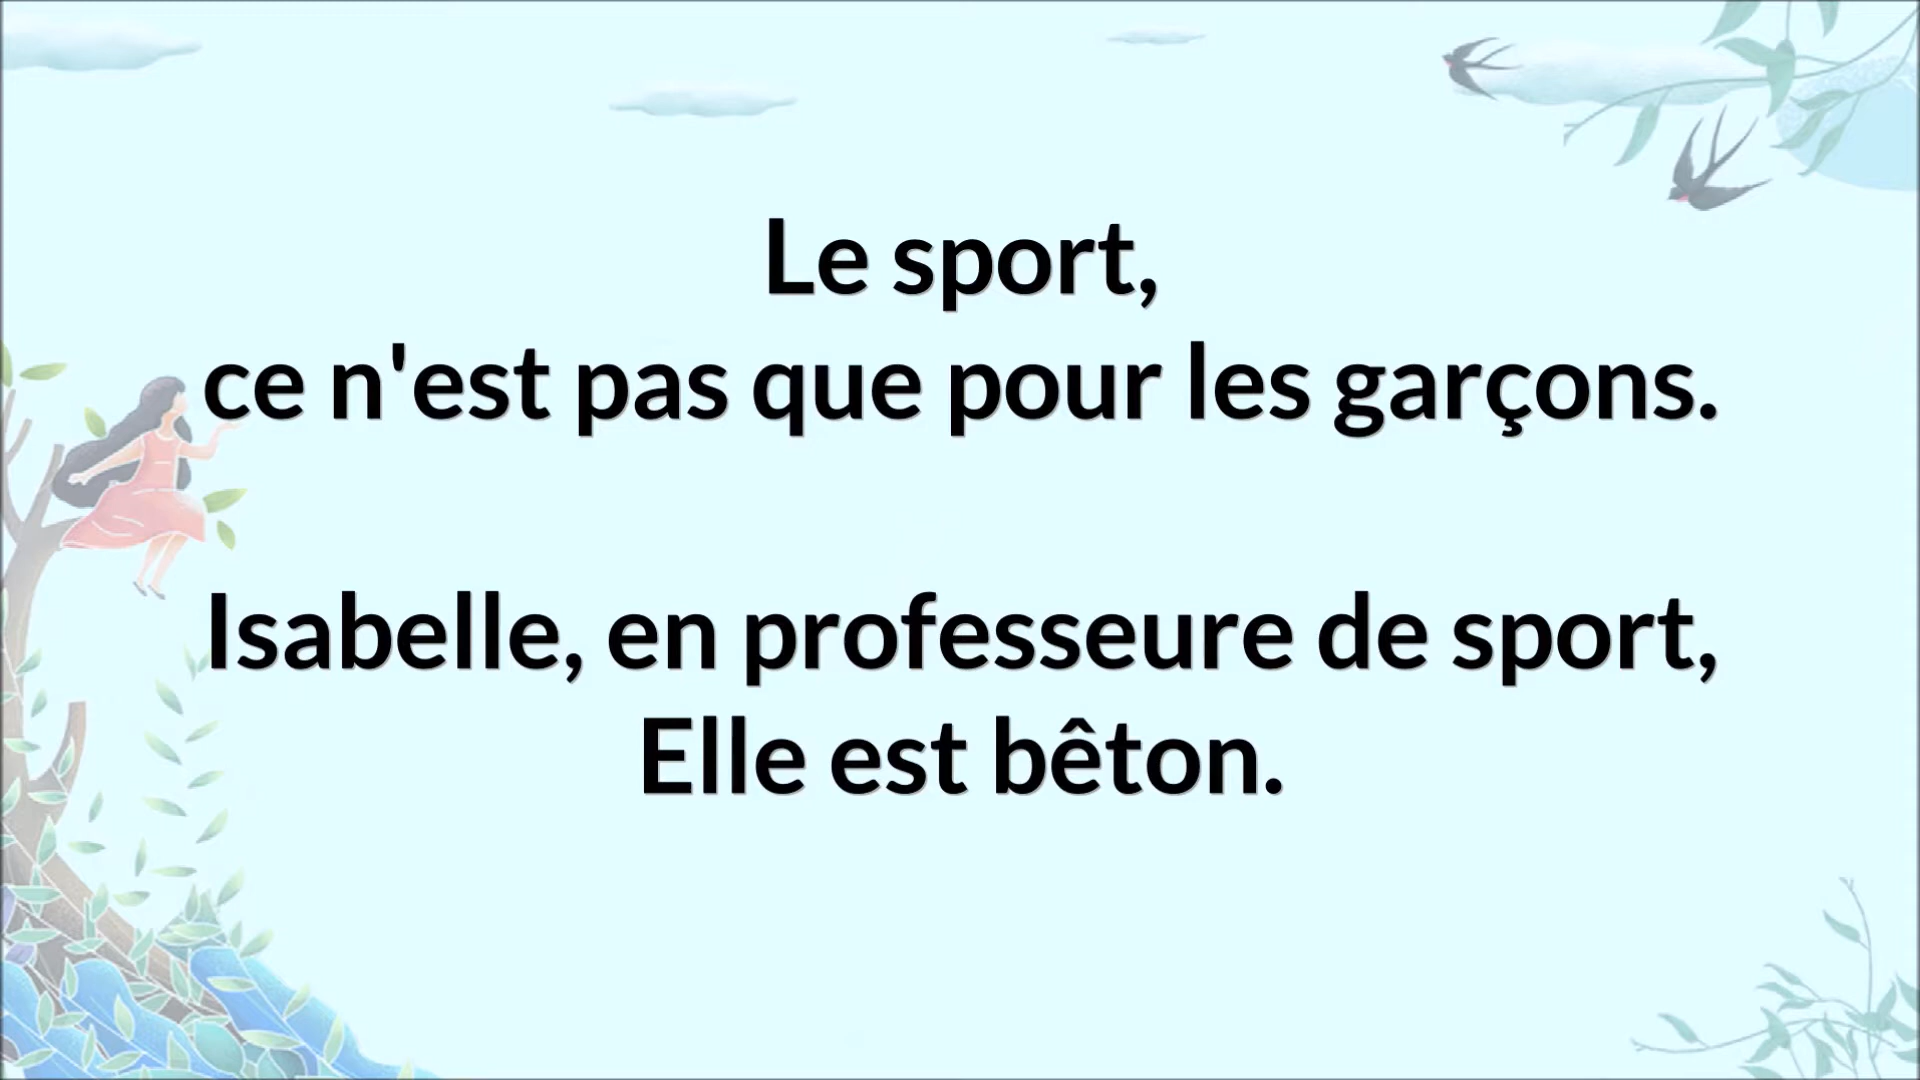 Le sport,
ce n'est pas que pour les garçons.
Isabelle, en professeure de sport,
Elle est bêton.